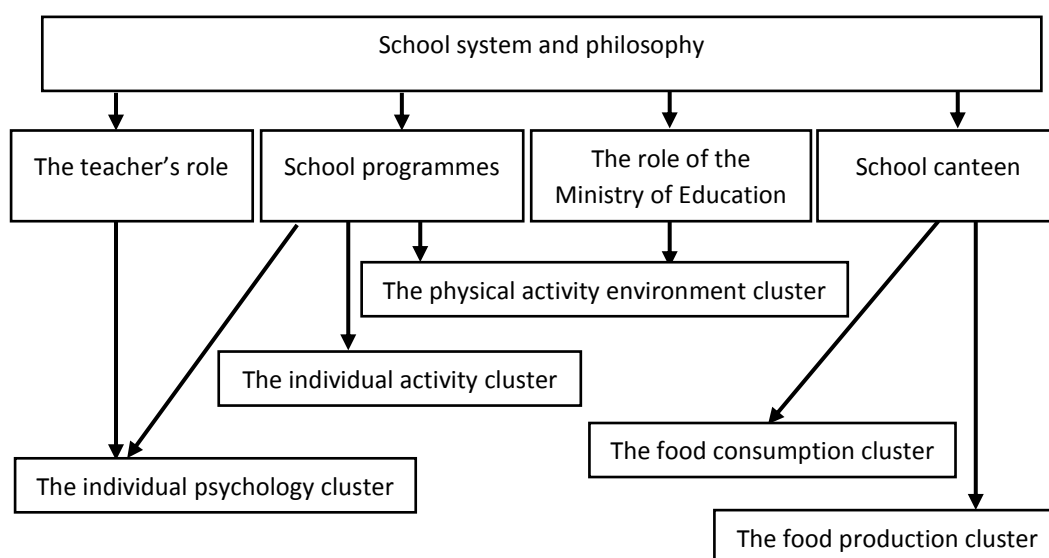 School system and philosophy
The teacher’s role
School programmes
The role of the
Ministry of Education
School canteen
The physical activity environment cluster
The individual activity cluster
The food consumption cluster
The individual psychology cluster
The food production cluster